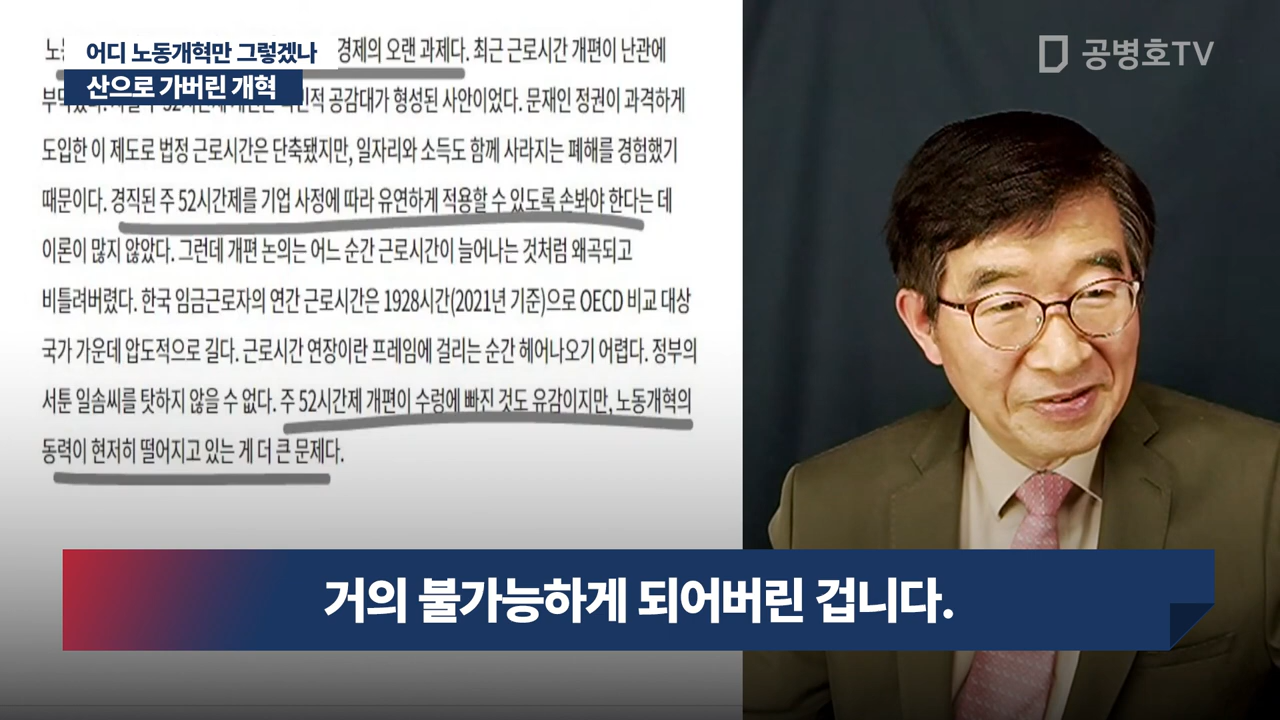 어디 노동개혁만 그렇겠나
산으로 가버린 개혁
공병호TV
경제의 오랜 과제다. 최근 근로시간 개편이 난관에
공감대가 형성된 사안이었다. 문재인 정권이 과격하게
도입한 이 제도로 법정 근로시간은 단축됐지만, 일자리와 소득도 함께 사라지는 폐해를 경험했기
때문이다. 경직된 주 52시간제를 기업 사정에 따라 유연하게 적용할 수 있도록 손봐야 한다는 데
이론이 많지 않았다. 그런데 개편 논의는 어느 순간 근로시간이 늘어나는 것처럼 왜곡되고
비틀려버렸다. 한국 임금근로자의 연간 근로시간은 1928시간(2021년 기준)으로 OECD 비교 대상
국가 가운데 압도적으로 길다. 근로시간 연장이란 프레임에 걸리는 순간 헤어나오기 어렵다. 정부의
서툰 일솜씨를 탓하지 않을 수 없다. 주 52시간제 개편이 수렁에 빠진 것도 유감이지만, 노동개혁의
동력이 현저히 떨어지고 있는 게 더 큰 문제다.
거의 불가능하게 되어버린 겁니다.